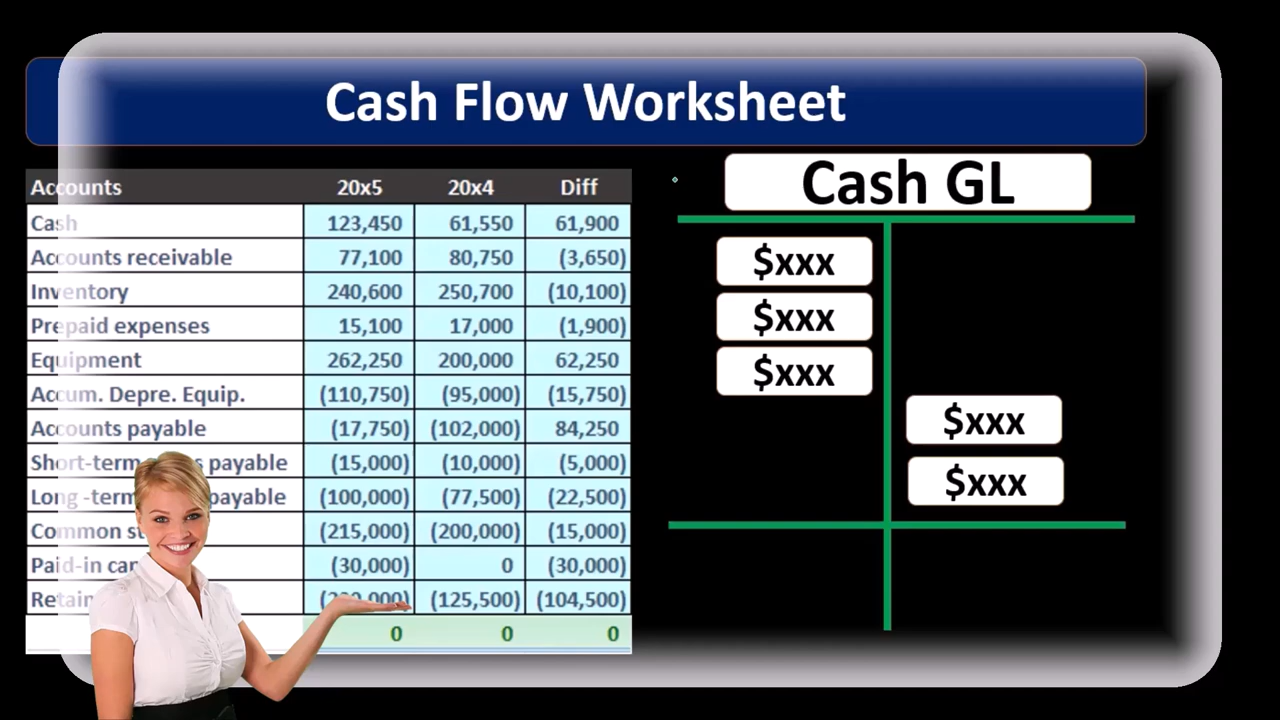 Cash Flow Worksheet
Accounts 20x5 20x4 Diff
Cash 123,450 61,550 61,900
Accounts receivable 77,100 80,750 (3,650)
Inventory 240,600 250,700 (10,100)
Prepaid expenses 15,100 17,000 (1,900)
Equipment 262,250 200,000 62,250
Accum. Depre. Equip. (110,750) (95,000) (15,750)
Accounts payable (17,750) (102,000) 84,250
Short-term payable (15,000) (10,000) (5,000)
Long -term payable (100,000) (77,500) (22,500)
Common (215,000) (200,000) (15,000)
Paid-in (30,000) 0 (30,000)
(125,500) (104,500)
0 0 0
Cash GL
$xxx
$xxx
$xxx
$xxx
$xxx